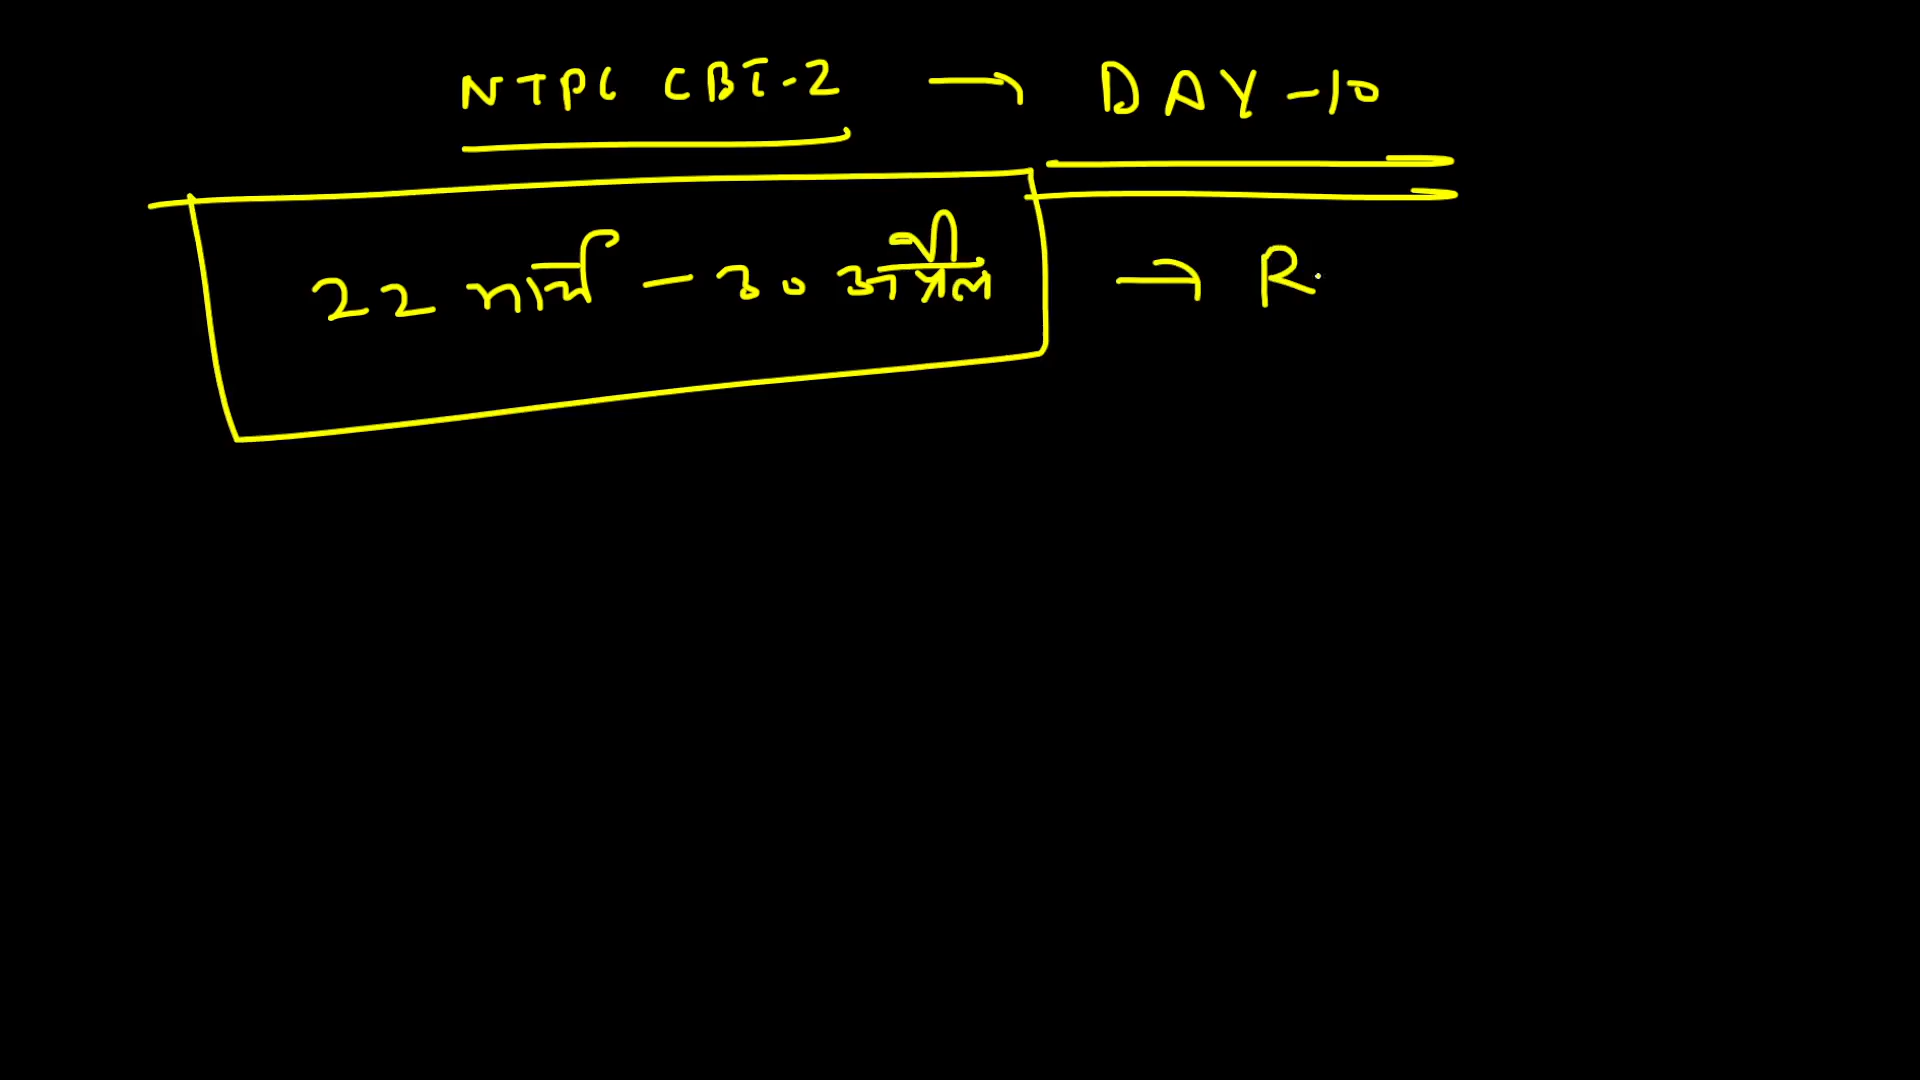 NTPC CBT-2 → DAY-10
22 मार्च - 30 अप्रैल → R.